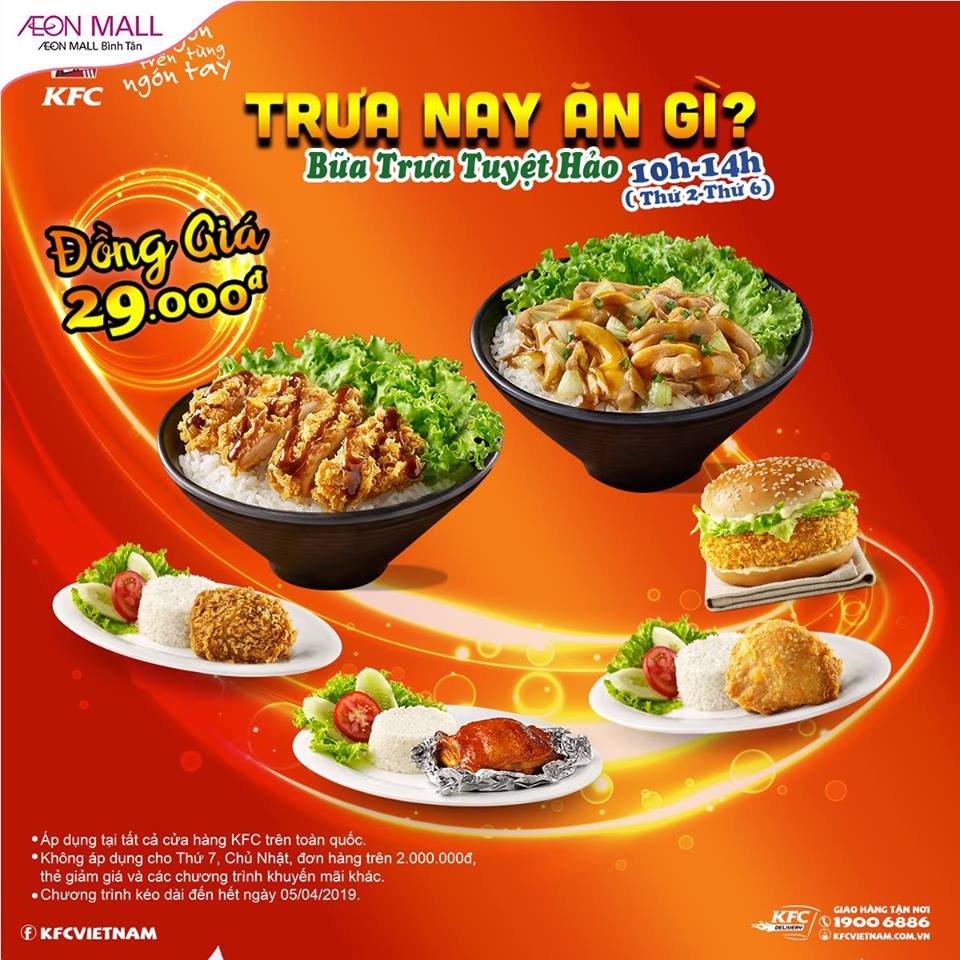 ÆON MALL
ÆON MALL Bình Tân
trên từng
ngón tay
KFC
TRƯA NAY ĂN GÌ?
Bữa Trưa Tuyệt Hảo 10h-14h
(Thứ 2-Thứ 6)
Đồng Giá
29.000đ
• Áp dụng tại tất cả cửa hàng KFC trên toàn quốc.
• Không áp dụng cho Thứ 7, Chủ Nhật, đơn hàng trên 2.000.000đ,
thẻ giảm giá và các chương trình khuyến mãi khác.
• Chương trình kéo dài đến hết ngày 05/04/2019.
f KFCVIETNAM
KFC
DELIVERY
GIAO HÀNG TẬN NƠI
1900 6886
KFCVIETNAM.COM.VN